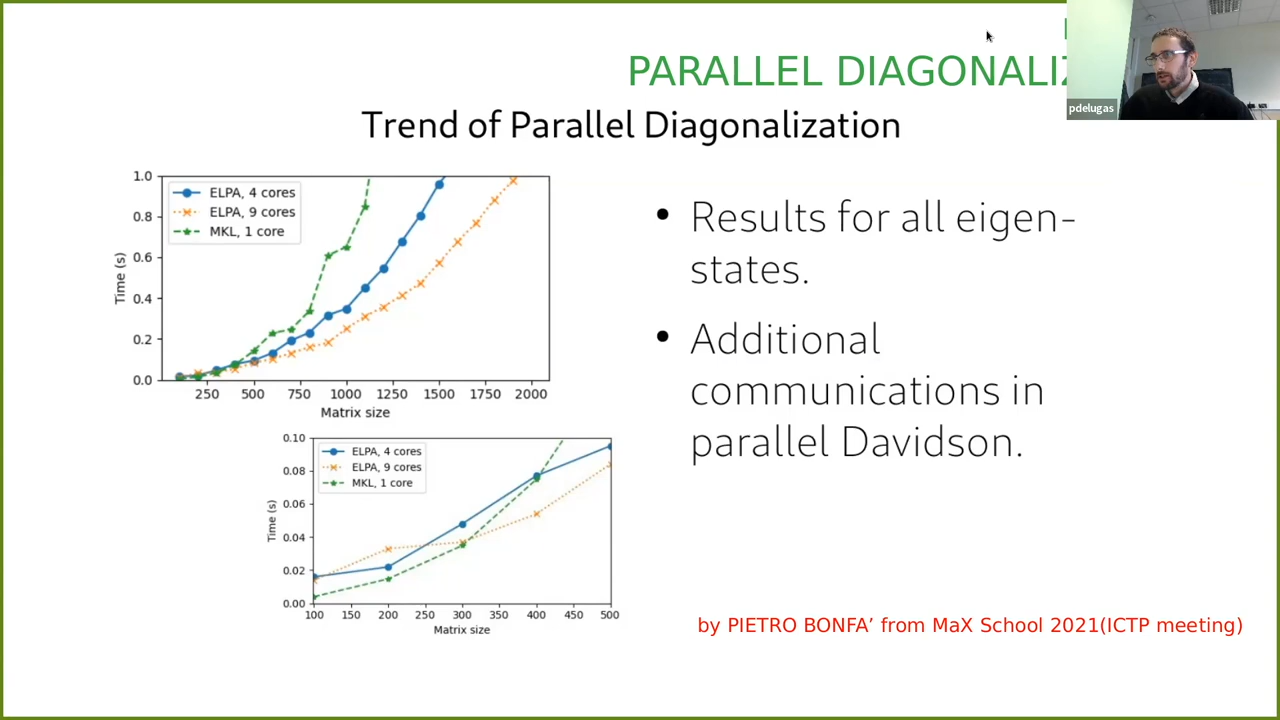 PARALLEL DIAGONALIZ
pdelugas
Trend of Parallel Diagonalization
1.0
0.8
0.6
0.4
0.2
0.0
Time (s)
ELPA, 4 cores
ELPA, 9 cores
MKL, 1 core
250 500 750 1000 1250 1500 1750 2000
Matrix size
0.10
0.08
0.06
0.04
0.02
0.00
Time (s)
ELPA, 4 cores
ELPA, 9 cores
MKL, 1 core
100 150 200 250 300 350 400 450 500
Matrix size
• Results for all eigen-
states.
• Additional
communications in
parallel Davidson.
by PIETRO BONFA’ from MaX School 2021(ICTP meeting)